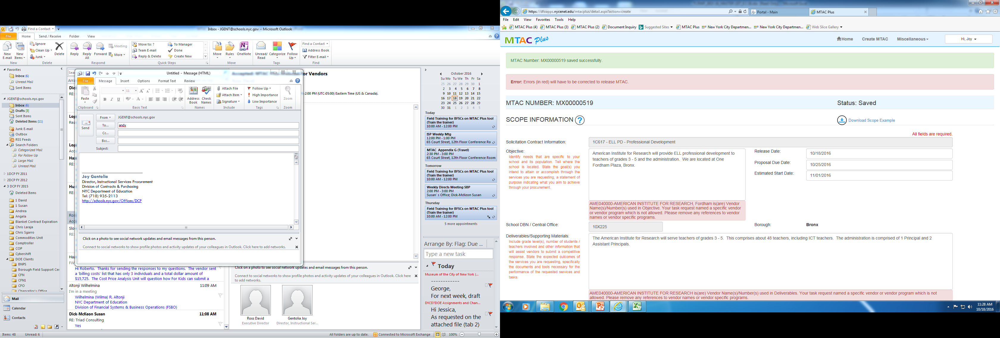 Find a Contact
Inbox - JGENT@schools.nyc.gov - Microsoft Outlook
File Home Send / Receive Folder View
New E-mail
New Items
New
Ignore
Clean Up
Junk
Delete
Delete
Reply
Reply All
Forward
Meeting
More
Respond
Move to: ?
Team E-mail
Reply & Delete
To Manager
Done
Create New
Quick Steps
Move
Rules
OneNote
Move
Unread/ Read
Categorize
Follow Up
Tags
Find a Contact
Address Book
Filter E-mail
Find
Favorites
Inbox (6)
Unread Mail
Sent Items
JGENT@schools.nyc.gov
Inbox (6)
Drafts [3]
Sent Items
Deleted Items (11)
Junk E-mail
Outbox
RSS Feeds
Search Folders
Categorized Mail
For Follow Up
Large Mail
Unread Mail
1DCP FY 2011
2DCP FY 2012
3 DCP FY 2015
Deleted Items
1 David
1 Susan
Andrea
Angela
Blanket Contract Expiration
Chris Laraja
Chris Sgarro
Commodities Unit
Comptroller
COP
Cybershift
DOE Clients
BNPS
Borough Field Support Cer
CFN
CFN1
CFO
Chancellor's Office
Mail
Calendar
Contacts
Items: 48 Unread: 6
Untitled - Message (HTML)
or Vendors
File Message Insert Options Format Text Review
-2:00 PM (UTC-05:00) Eastern Time (US & Canada).
Paste
Clipboard
11
B I U
Basic Text
Address Book
Check Names
Names
Attach File
Attach Item
Signature
Include
Follow Up
High Importance
Low Importance
Tags
Zoom
Zoom
Send
From JGENT@schools.nyc.gov
To... andy
Cc...
Bcc...
Subject:
Joy Gentolia
Director, Instructional Services Procurement
Division of Contracts & Purchasing
NYC Department of Education
Tel: (718) 935-2113
http://schools.nyc.gov/Offices/DCP
Click on a photo to see social network updates and email messages from this person.
Connect to social networks to show profile photos and activity updates of your colleagues in Outlook. Click here to add networks.
Hi Roberto. Thanks for sending the responses to my questions. The vendor sent
a 'billing costs' list that has only 3 individuals and a total dollar amount of
$15,725. The Cost Price Analysis Unit will question how For Kids can submit a
Altonji Wilhelmina 11:09 AM
I'm in a meeting
Wilhelmina (Wilma) R. Altonji
NYC Department of Education
Division of Financial Systems & Business Operations (FSBO)
Dick-McKeon Susan 11:08 AM
RE: Triad Consulting
Yes
Click on a photo to see social network updates and email messages from this person.
Connect to social networks to show profile photos and activity updates of your colleagues in Outlook. Click here
to add networks.
Ross David
Executive Director
Gentolia Joy
Director, Instructional Ser...
October 2016
Su Mo Tu We Th Fr Sa
25 26 27 28 29 30 1
2 3 4 5 6 7 8
9 10 11 12 13 14 15
16 17 18 19 20 21 22
23 24 25 26 27 28 29
30 31 1 2 3 4 5
Today
Field Training for BFSCs on MTAC Plus tool
(Train the trainer)
10:00 AM - 12:00 PM
ISP Weekly Mtg
12:00 PM - 1:00 PM
65 Court Street, 12th Floor Conference Ro
MTAC Appendix G (Travel)
2:30 PM - 3:00 PM
65 Court Street, 12th Floor Conference Room
Tomorrow
Field Training for BFSCs on MTAC Plus tool
(Train the trainer)
10:00 AM - 12:00 PM
Weekly Directs Meeting SBP
2:00 PM - 3:00 PM
Susan' s Office; Dick-McKeon Susan
Thursday
Field Training for BFSCs on MTAC Plus tool
(Train the trainer)
10:00 AM - 12:00 PM
5 more appointments
Arrange By: Flag: Due ...
Type a new task
Today
Museum of the City of New York (...
------------
George,
For next week, draft
DYCD?DOE Assignments and Chan...
Hi Jessica,
As requested on the
attached file (tab 2)
All folders are up to date. Connected to Microsoft Exchange 100%
https://dfoapps.nycenet.edu/mtacplus/detail.aspx?action=create
Portal - Main
MTAC Plus
File Edit View Favorites Tools Help
MTAC Plus (4) MTAC Plus (3) MTAC Plus (2) Document Inquiry Suggested Sites MTAC Plus New York City Departmen... New York City Departmen... Web Slice Gallery
MTAC Plus
Home Create MTAC Miscellaneous Hi, Joy
MTAC Number: MX00000519 saved successfully.
Error: Errors (in red) will have to be corrected to release MTAC.
MTAC NUMBER: MX00000519 Status: Saved
SCOPE INFORMATION ? Download Scope Example
All fields are required.
Solicitation Contract Information: 1C617 - ELL PD - Professional Development
Objective:
Identify needs that are specific to your
school and its population. Tell where the
school is located. State the goal(s) you
intend to attain or accomplish through the
services you are requesting, a statement of
purpose indicating what you aim to achieve
through your procurement.
American Institute for Research will provide ELL professional development to
teachers of grades 3 - 5 and the administration. We are located at One
Fordham Plaza, Bronx.
Release Date: 10/18/2016
Proposal Due Date: 10/25/2016
Estimated Start Date: 11/01/2016
AME040000-AMERICAN INSTITUTE FOR RESEARCH, Fordham is(are) Vendor
Name(s)/Number(s) used in Objective. Your task request named a specific vendor
or vendor program which is not allowed. Please remove any references to vendor
names or vendor specific programs.
School DBN / Central Office: 10X225 Borough: Bronx
Deliverables/Supporting Materials:
Include grade level(s), number of students /
teachers involved and other information that
will assist vendors to submit a competitive
response. State the expected outcomes of
the services you are requesting, specifically
the documents and tools necessary for the
performance of the requested services and
tasks.
The American Institute for Research will serve teachers of grades 3 - 5. This comprises about 48 teachers, including ICT teachers. The administration is comprised of 1 Principal and 2
Assistant Principals.
AME040000-AMERICAN INSTITUTE FOR RESEARCH is(are) Vendor Name(s)/Number(s) used in Deliverables. Your task request named a specific vendor or vendor program which is not
allowed. Please remove any references to vendor names or vendor specific programs.
11:28 AM
10/18/2016